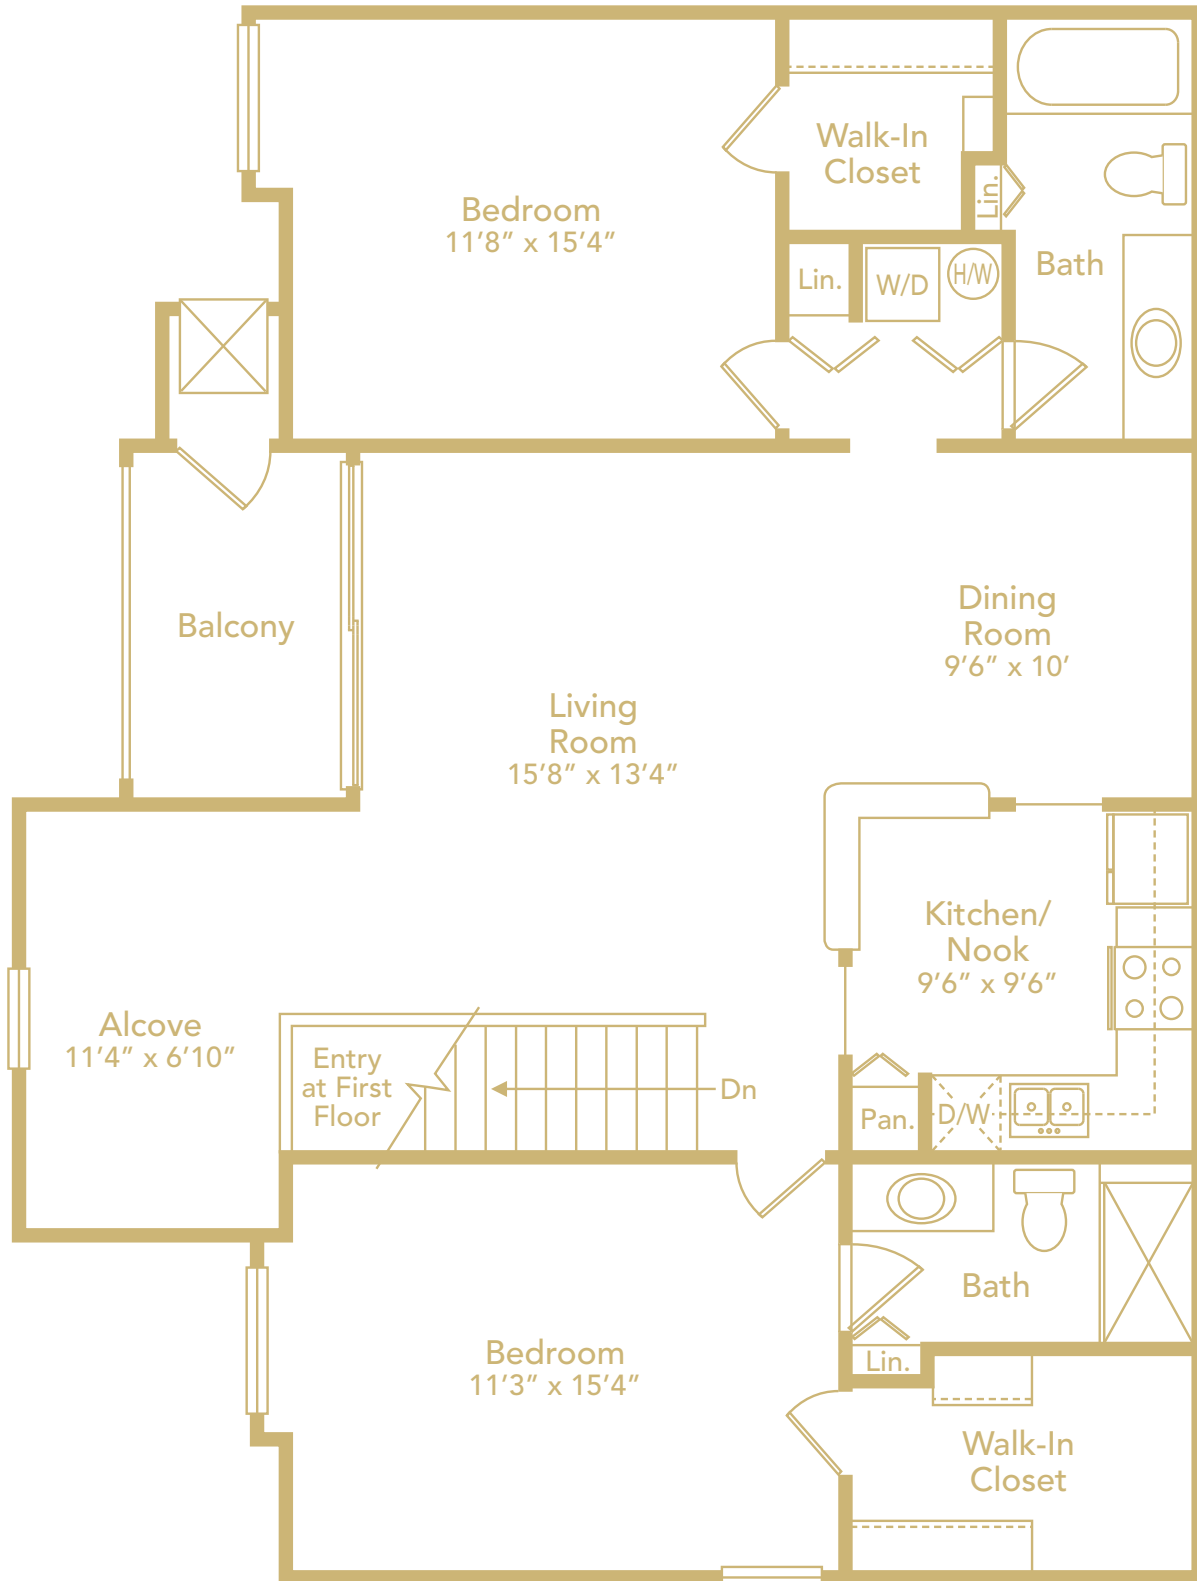 Walk-In
Closet
Lin.
Bedroom
11'8" x 15'4"
Bath
Lin.
W/D
H/W
Balcony
Dining
Room
9'6" x 10'
Living
Room
15'8" x 13'4"
Kitchen/
Nook
9'6" x 9'6"
Alcove
11'4" x 6'10"
Entry
at First
Floor
Dn
Pan.
D/W
Bath
Bedroom
11'3" x 15'4"
Lin.
Walk-In
Closet